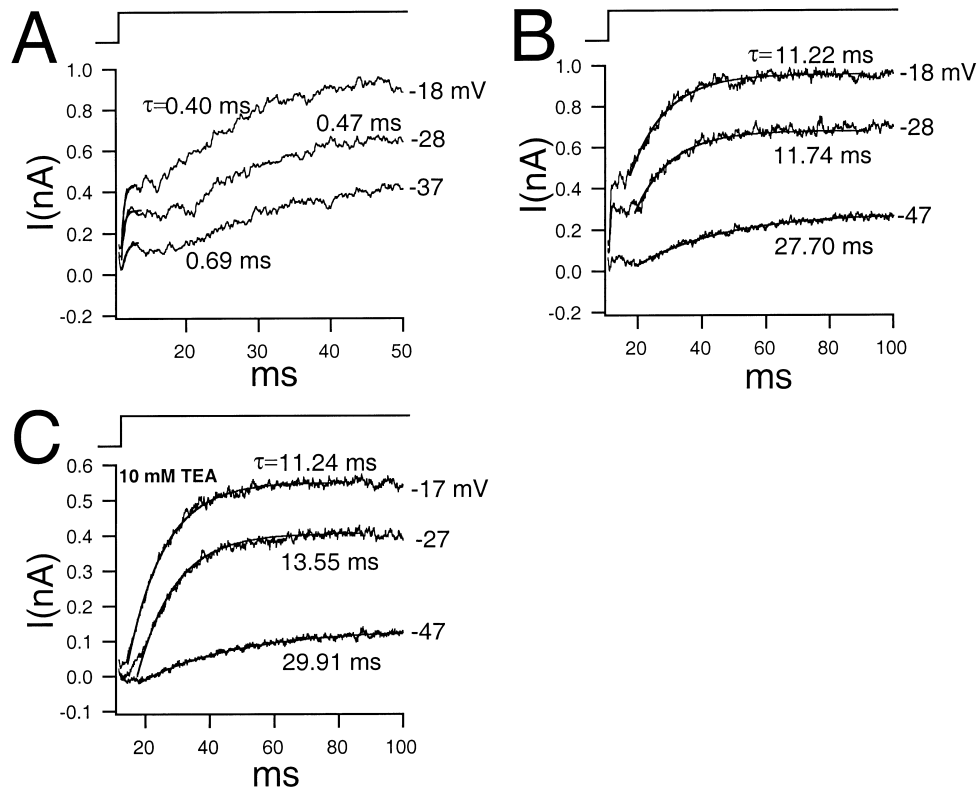 A
I(nA)
1.0
0.8
0.6
0.4
0.2
0.0
-0.2
τ=0.40 ms
-18 mV
0.47 ms
-28
-37
0.69 ms
20 30 40 50
ms
B
I(nA)
1.0
0.8
0.6
0.4
0.2
0.0
-0.2
τ=11.22 ms
-18 mV
-28
11.74 ms
-47
27.70 ms
20 40 60 80 100
ms
C
I(nA)
0.6
0.5
0.4
0.3
0.2
0.1
0.0
-0.1
10 mM TEA
τ=11.24 ms
-17 mV
-27
13.55 ms
-47
29.91 ms
20 40 60 80 100
ms